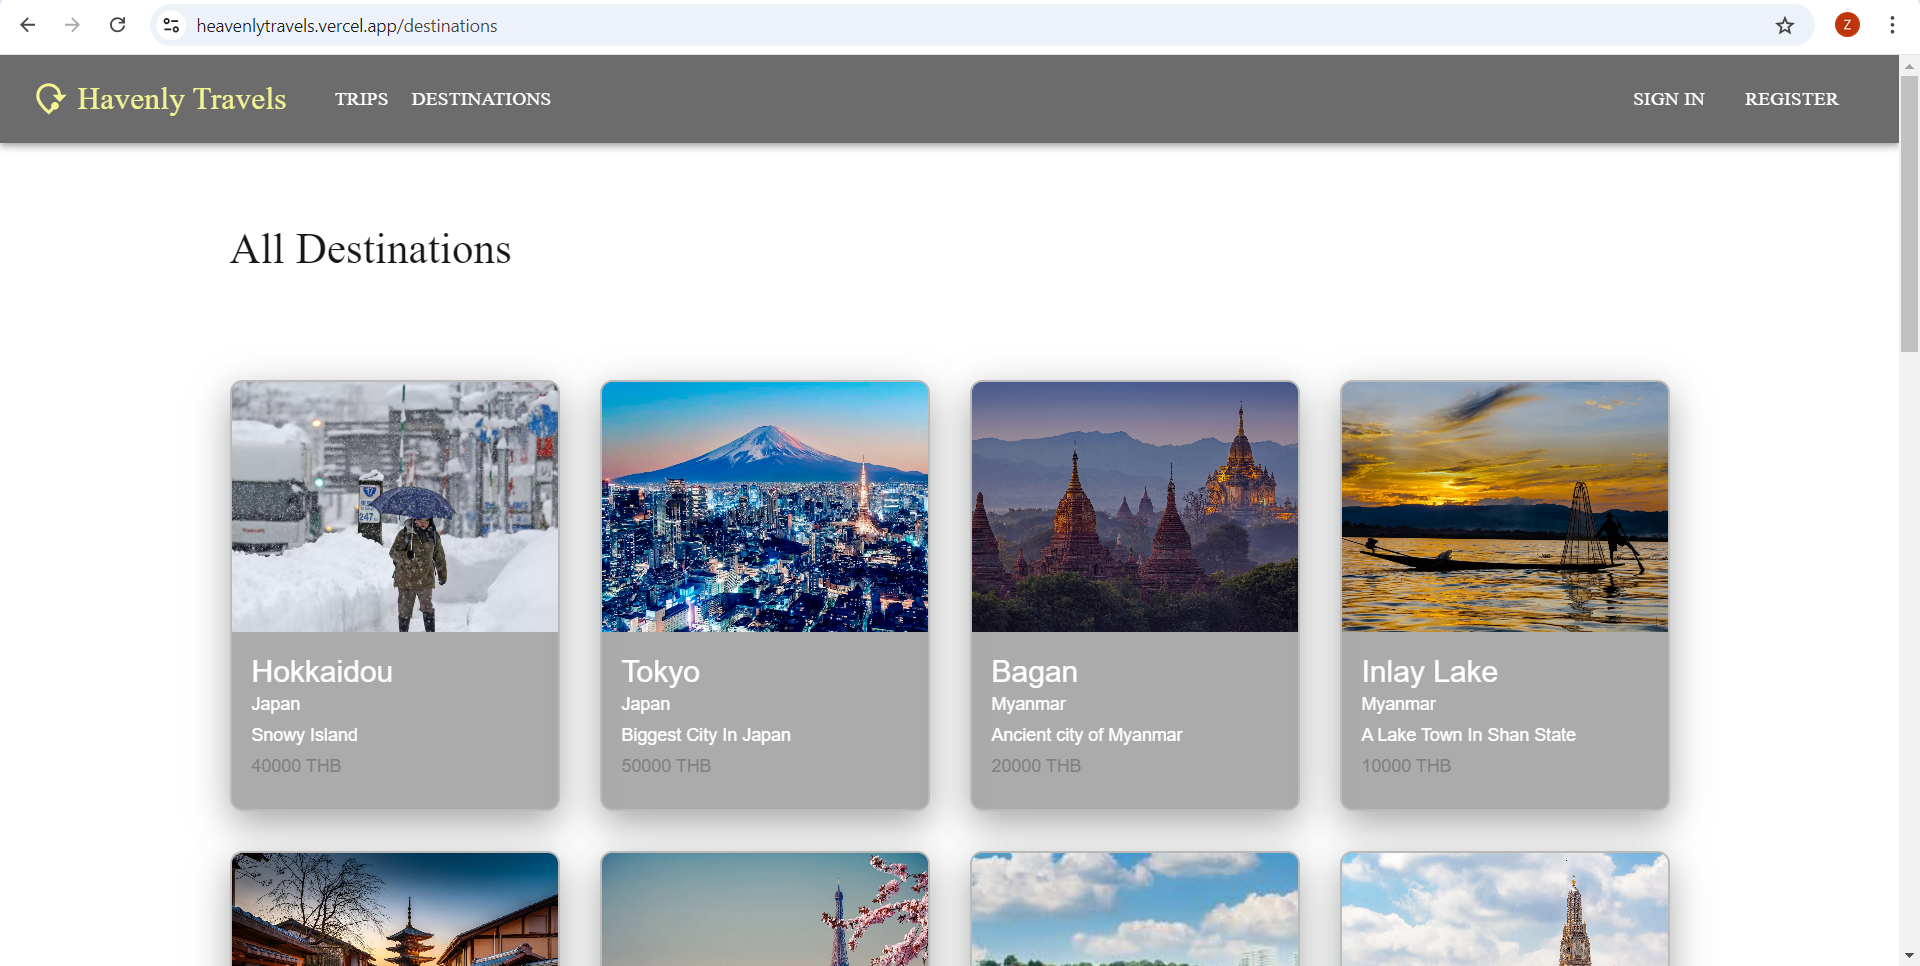 heavenlytravels.vercel.app/destinations
Z
Havenly Travels
TRIPS
DESTINATIONS
SIGN IN
REGISTER
All Destinations
17
247
Hokkaidou
Japan
Snowy Island
40000 THB
Tokyo
Japan
Biggest City In Japan
50000 THB
Bagan
Myanmar
Ancient city of Myanmar
20000 THB
Inlay Lake
Myanmar
A Lake Town In Shan State
10000 THB